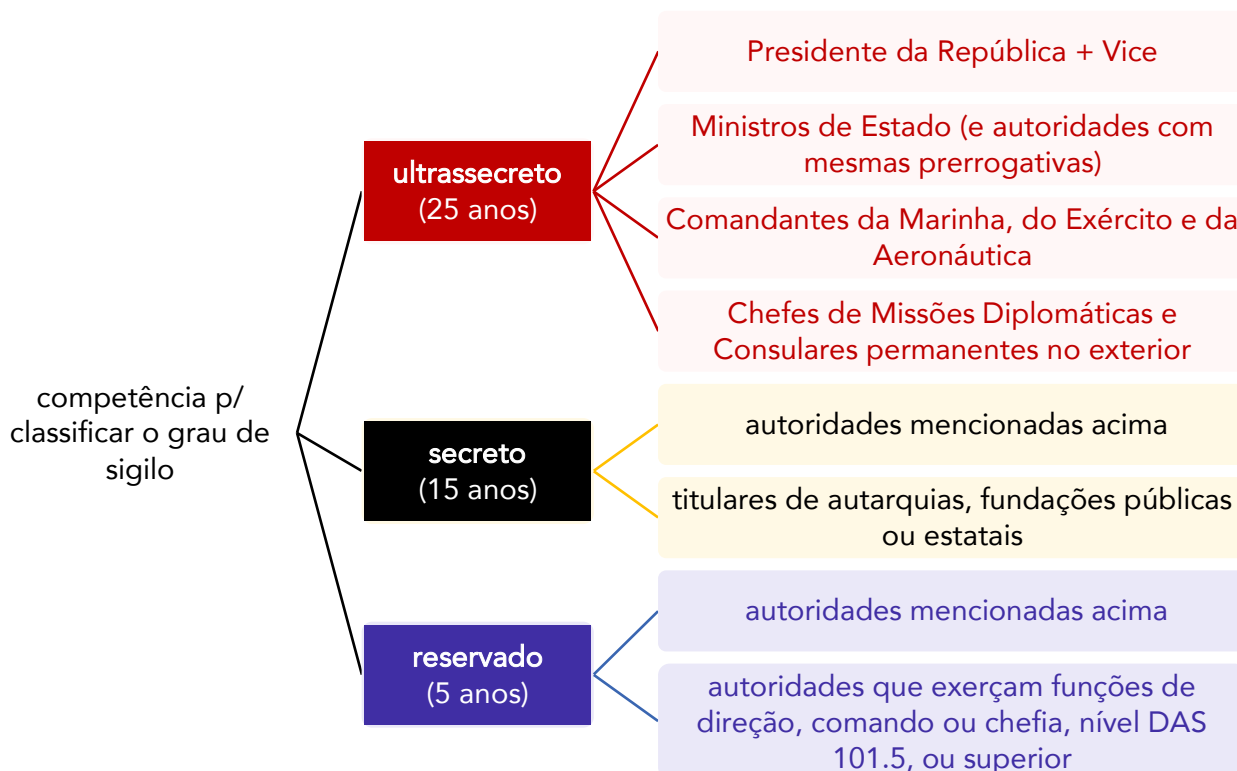 competência p/
classificar o grau de
sigilo
ultrassecreto
(25 anos)
Presidente da República + Vice
Ministros de Estado (e autoridades com
mesmas prerrogativas)
Comandantes da Marinha, do Exército e da
Aeronáutica
Chefes de Missões Diplomáticas e
Consulares permanentes no exterior
secreto
(15 anos)
autoridades mencionadas acima
titulares de autarquias, fundações públicas
ou estatais
reservado
(5 anos)
autoridades mencionadas acima
autoridades que exerçam funções de
direção, comando ou chefia, nível DAS
101.5, ou superior